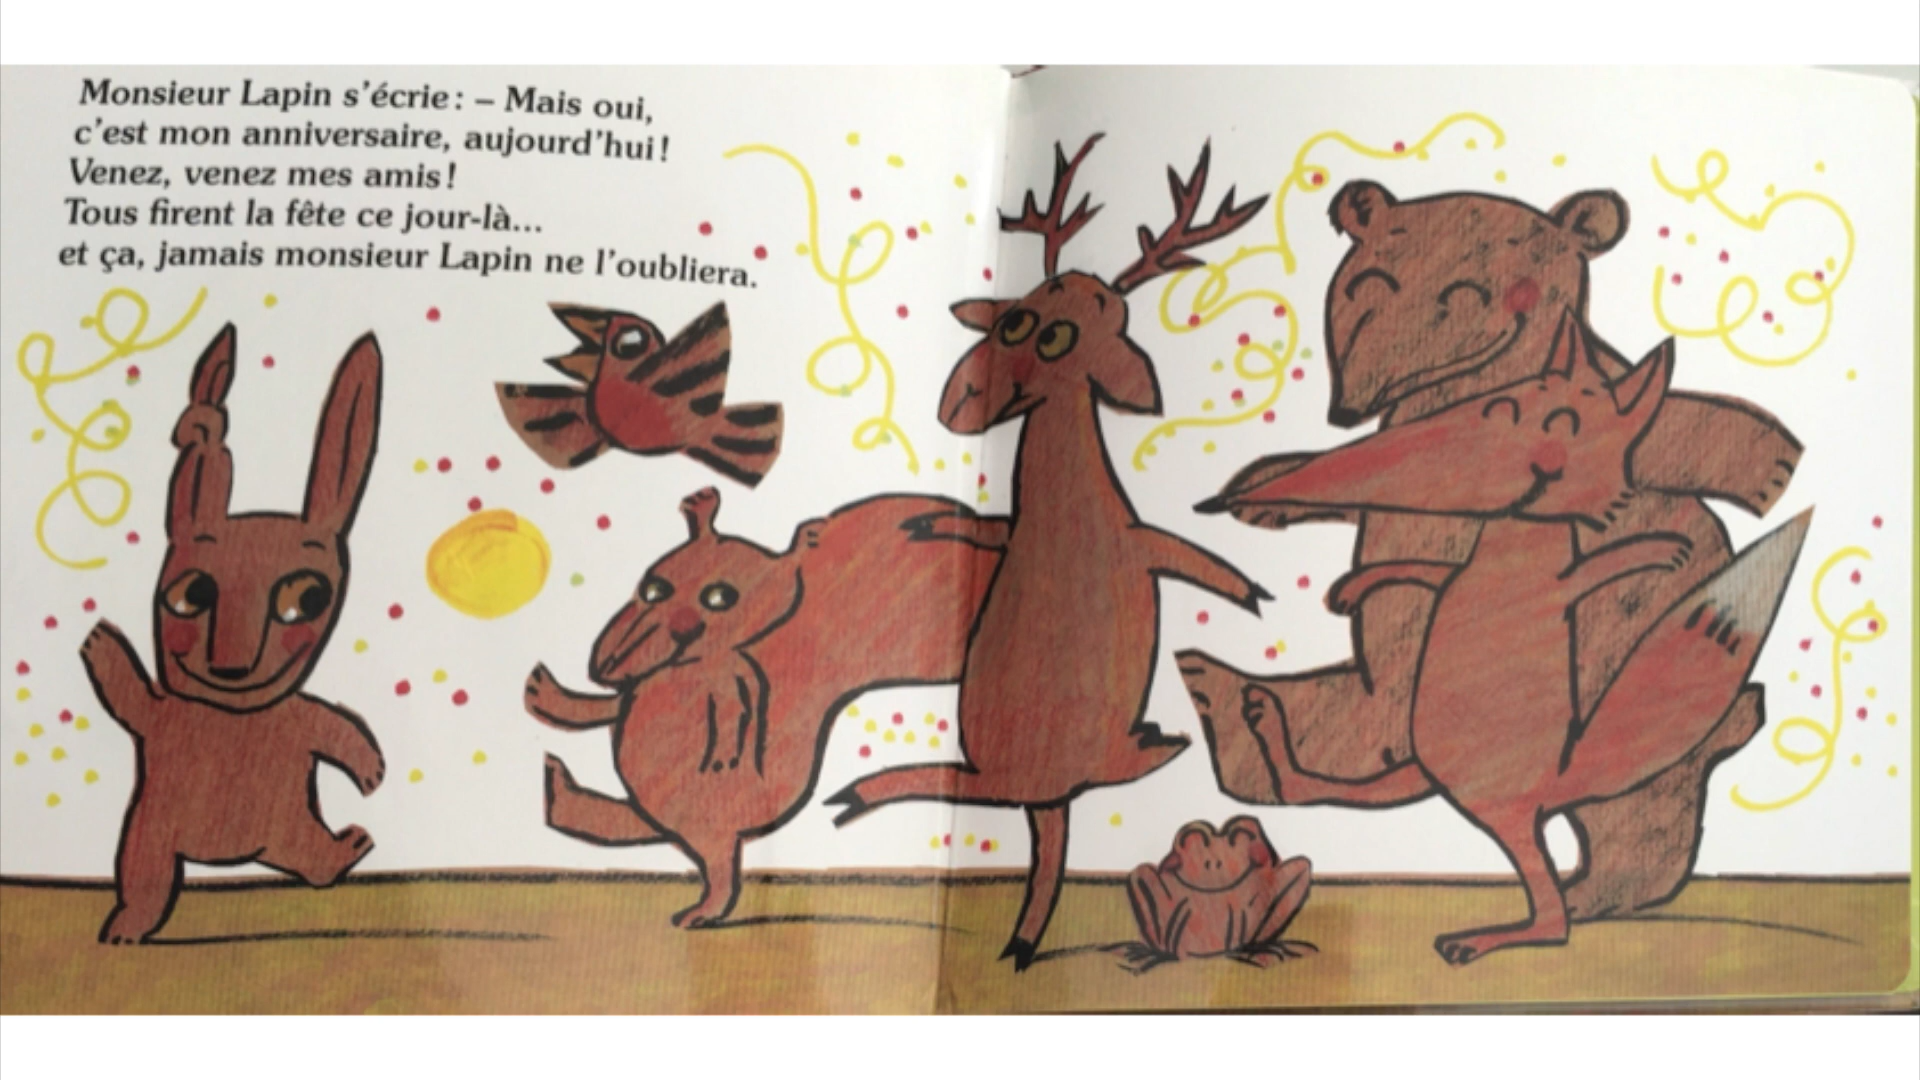 Monsieur Lapin s'écrie : – Mais oui,
c'est mon anniversaire, aujourd'hui !
Venez, venez mes amis !
Tous firent la fête ce jour-là...
et ça, jamais monsieur Lapin ne l'oubliera.